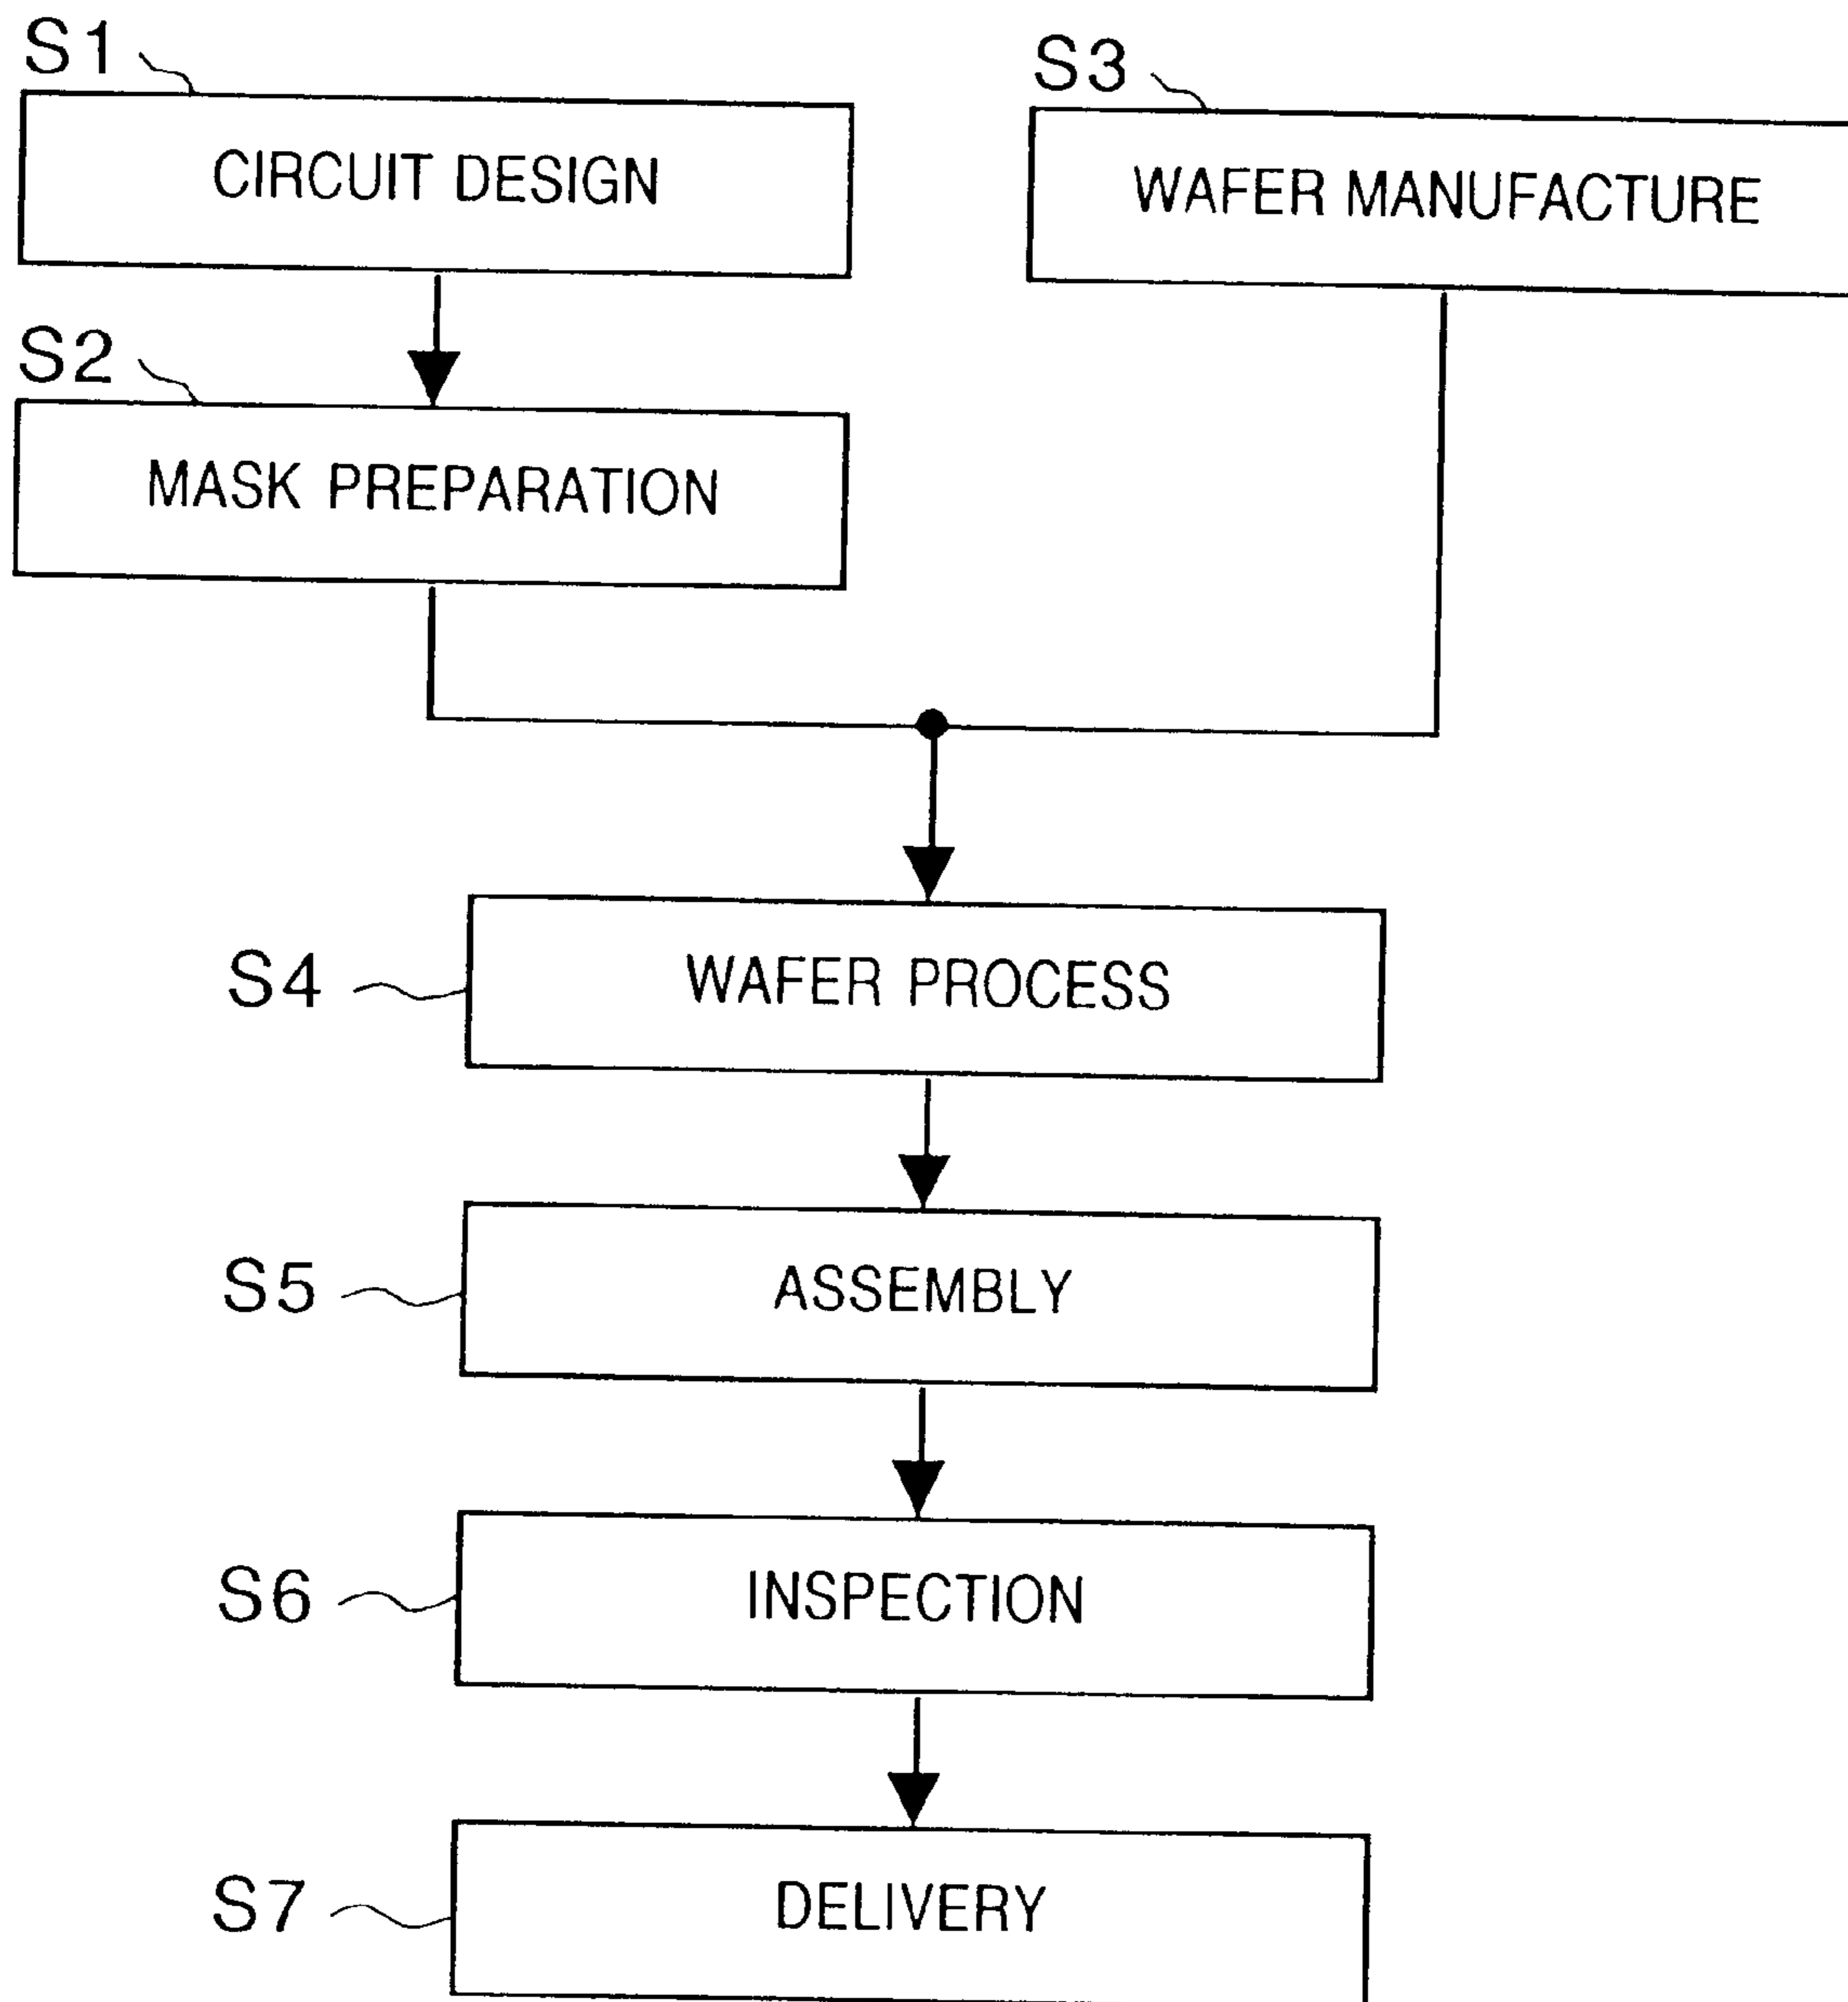 S1
CIRCUIT DESIGN
S3
WAFER MANUFACTURE
S2
MASK PREPARATION
S4
WAFER PROCESS
S5
ASSEMBLY
S6
INSPECTION
S7
DELIVERY